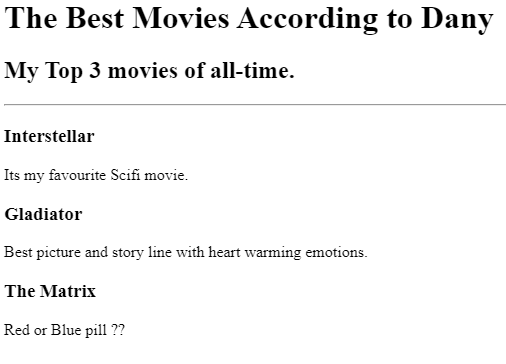 The Best Movies According to Dany
My Top 3 movies of all-time.
Interstellar
Its my favourite Scifi movie.
Gladiator
Best picture and story line with heart warming emotions.
The Matrix
Red or Blue pill ??